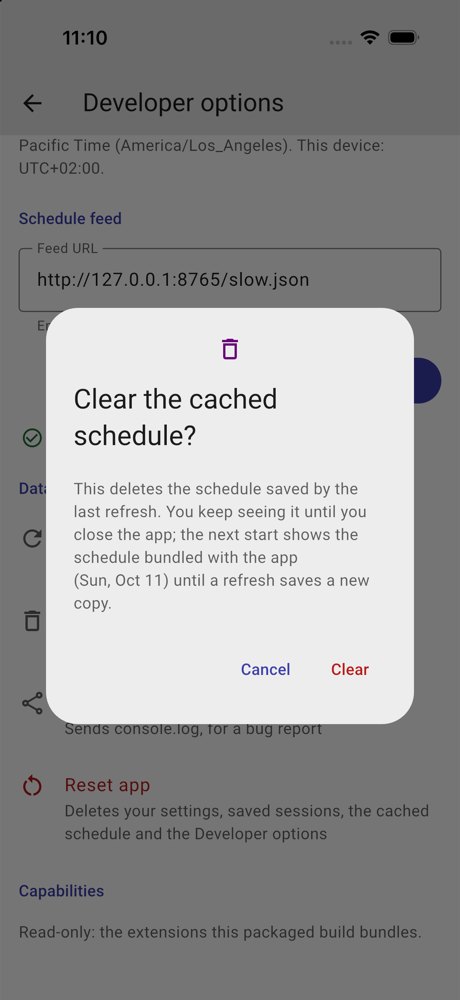 11:10
Developer options
Pacific Time (America/Los_Angeles). This device:
UTC+02:00.
Schedule feed
Feed URL
http://127.0.0.1:8765/slow.json
Clear the cached
schedule?
This deletes the schedule saved by the
last refresh. You keep seeing it until you
close the app; the next start shows the
schedule bundled with the app
(Sun, Oct 11) until a refresh saves a new
copy.
Cancel
Clear
Sends console.log, for a bug report
Reset app
Deletes your settings, saved sessions, the cached
schedule and the Developer options
Capabilities
Read-only: the extensions this packaged build bundles.